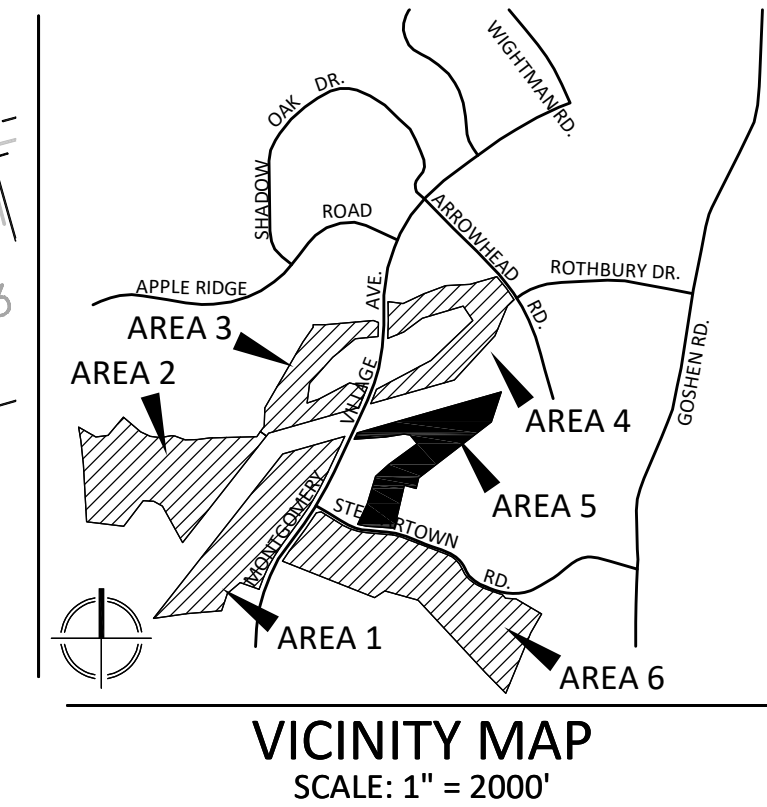 WIGHTMAN RD.
SHADOW OAK DR.
ROAD
ARROWHEAD RD.
ROTHBURY DR.
APPLE RIDGE
AREA 3
AREA 2
MONTGOMERY VILLAGE AVE.
GOSHEN RD.
AREA 4
AREA 5
RD.
AREA 1
AREA 6
VICINITY MAP
SCALE: 1" = 2000'